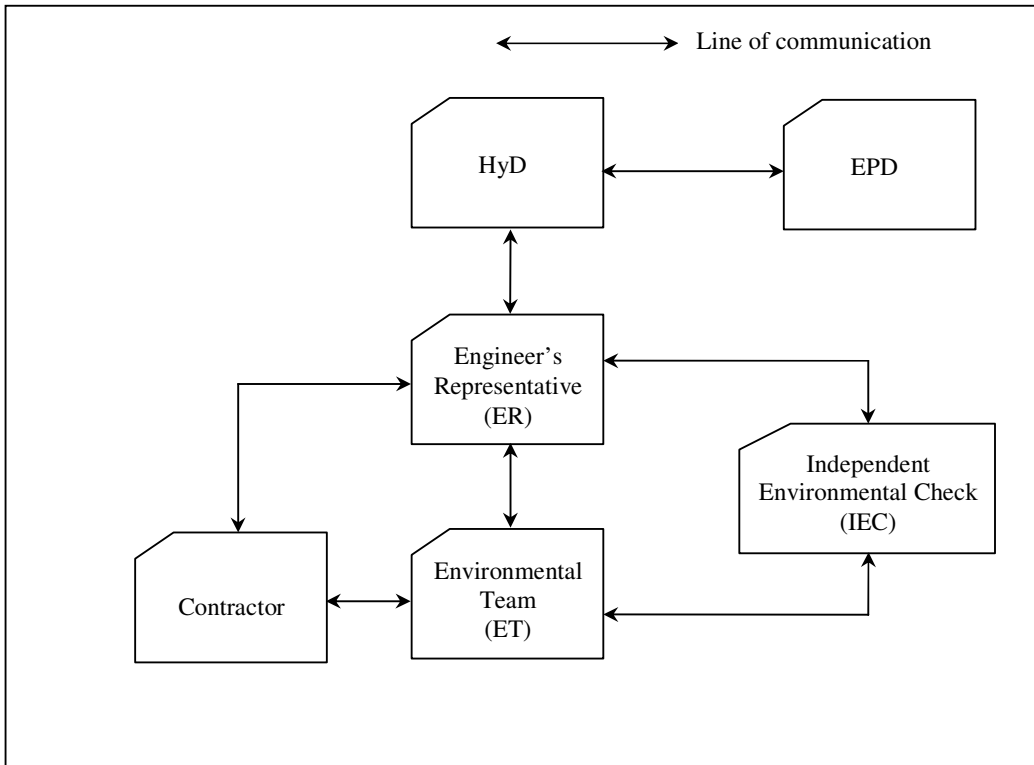 Line of communication
HyD
EPD
Engineer’s
Representative
(ER)
Independent
Environmental Check
(IEC)
Environmental
Team
(ET)
Contractor